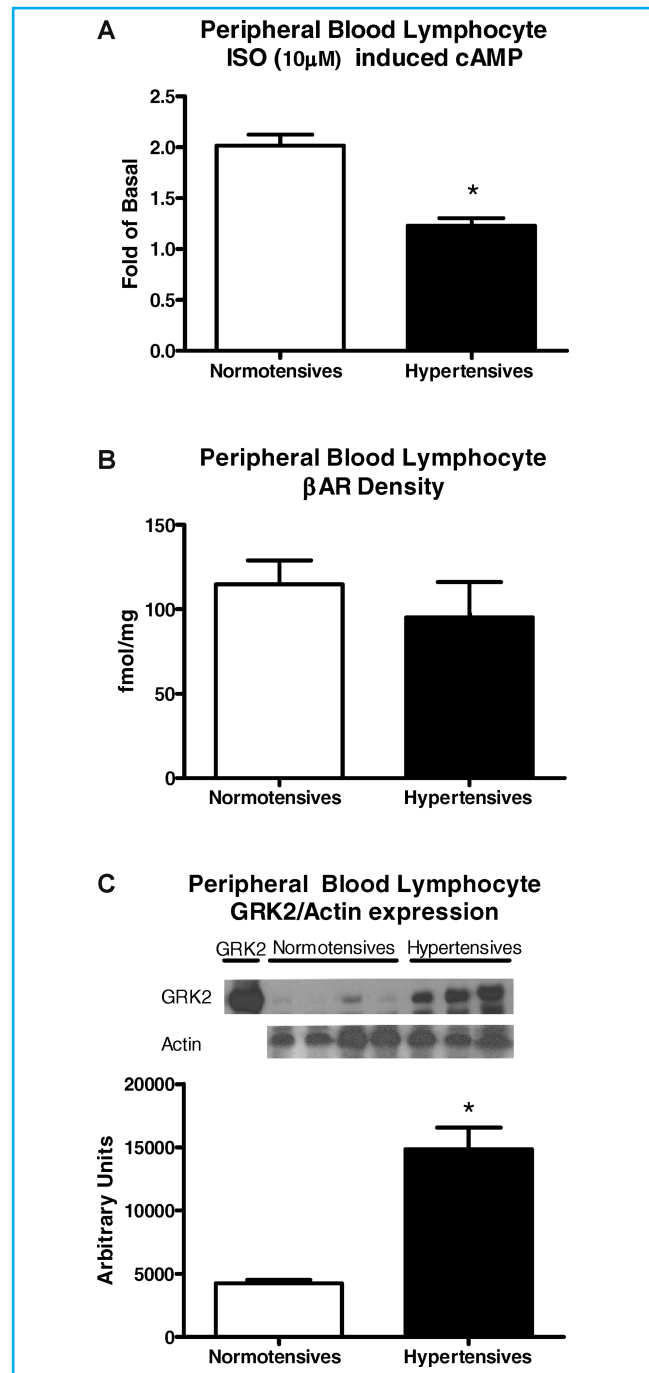 A
Peripheral Blood Lymphocyte
ISO (10μM) induced cAMP
Fold of Basal
2.5
2.0
1.5
1.0
0.5
0.0
*
Normotensives Hypertensives
B
Peripheral Blood Lymphocyte
βAR Density
fmol/mg
150
100
50
0
Normotensives Hypertensives
C
Peripheral Blood Lymphocyte
GRK2/Actin expression
GRK2 Normotensives Hypertensives
GRK2
Actin
Arbitrary Units
20000
15000
10000
5000
0
*
Normotensives Hypertensives